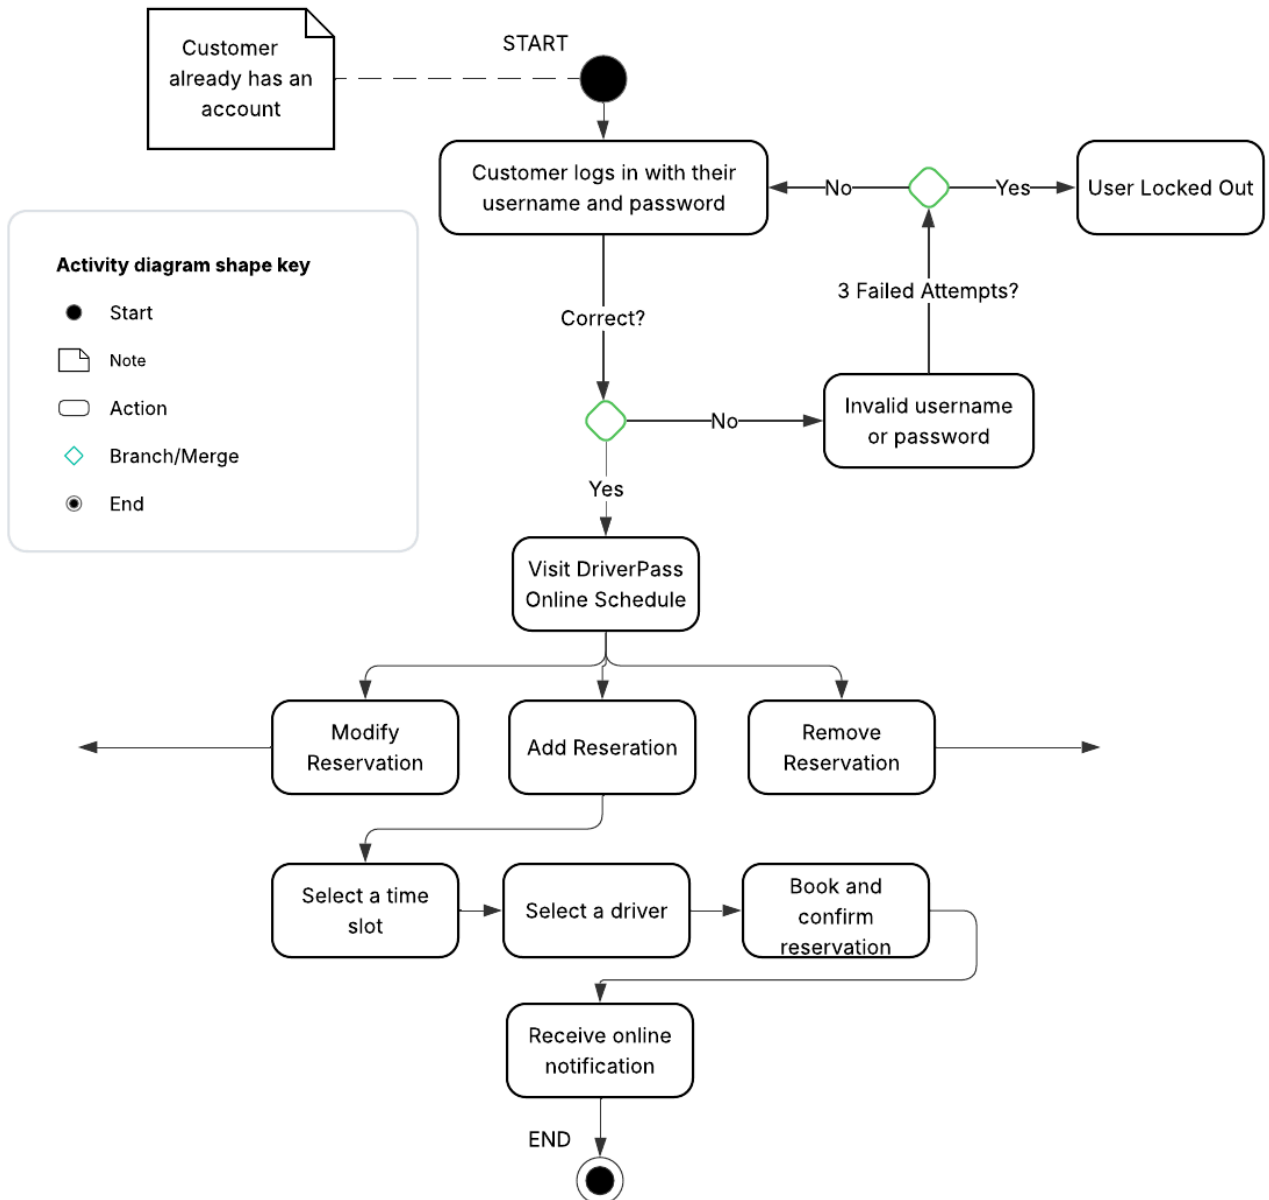 Customer
already has an
account
START
Customer logs in with their
username and password
No
Yes
User Locked Out
Activity diagram shape key
Start
Note
Action
Branch/Merge
End
3 Failed Attempts?
Correct?
No
Invalid username
or password
Yes
Visit DriverPass
Online Schedule
Modify
Reservation
Add Reseration
Remove
Reservation
Select a time
slot
Select a driver
Book and
confirm
reservation
Receive online
notification
END